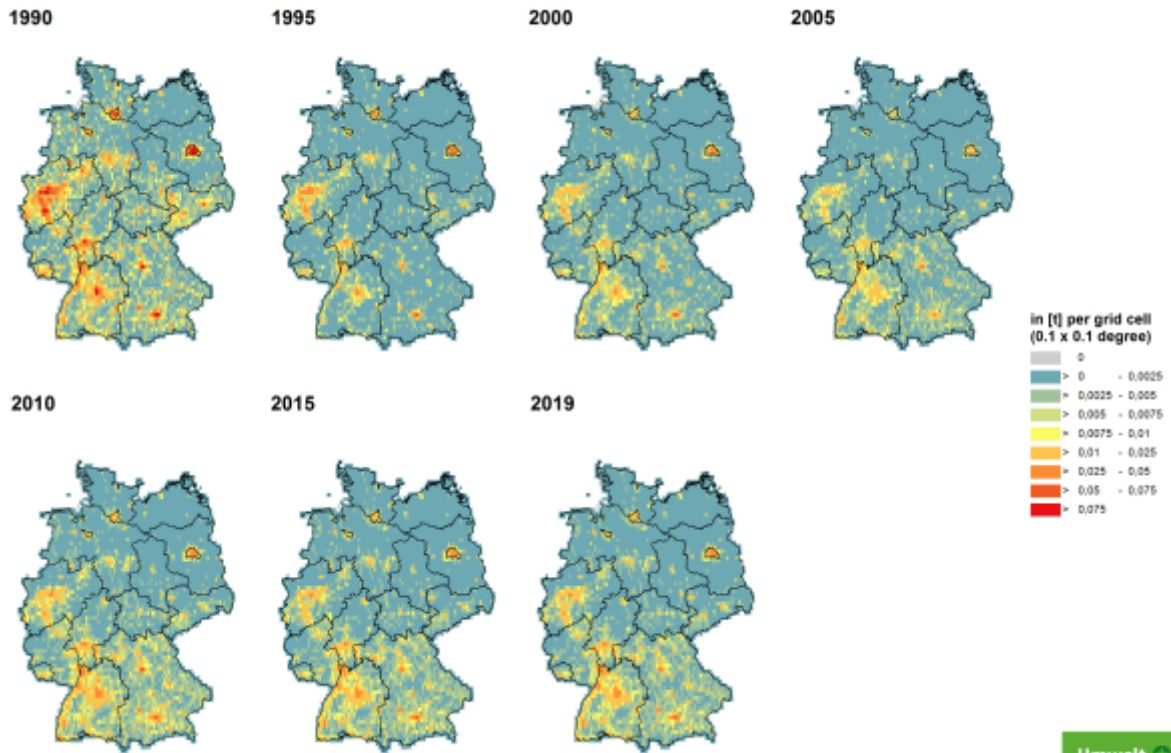 1990
1995
2000
2005
in [t] per grid cell
(0.1 x 0.1 degree)
0
> 0 - 0,0025
> 0,0025 - 0,005
> 0,005 - 0,0075
> 0,0075 - 0,01
> 0,01 - 0,025
> 0,025 - 0,05
> 0,05 - 0,075
> 0,075
2010
2015
2019